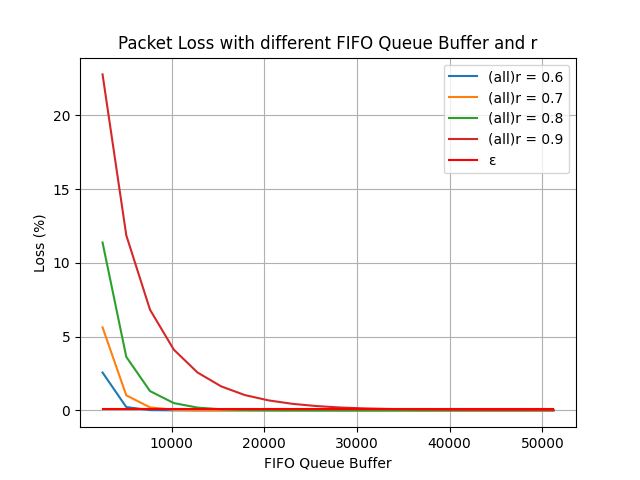 Packet Loss with different FIFO Queue Buffer and r
(all)r = 0.6
(all)r = 0.7
(all)r = 0.8
(all)r = 0.9
ε
Loss (%)
20
15
10
5
0
10000 20000 30000 40000 50000
FIFO Queue Buffer